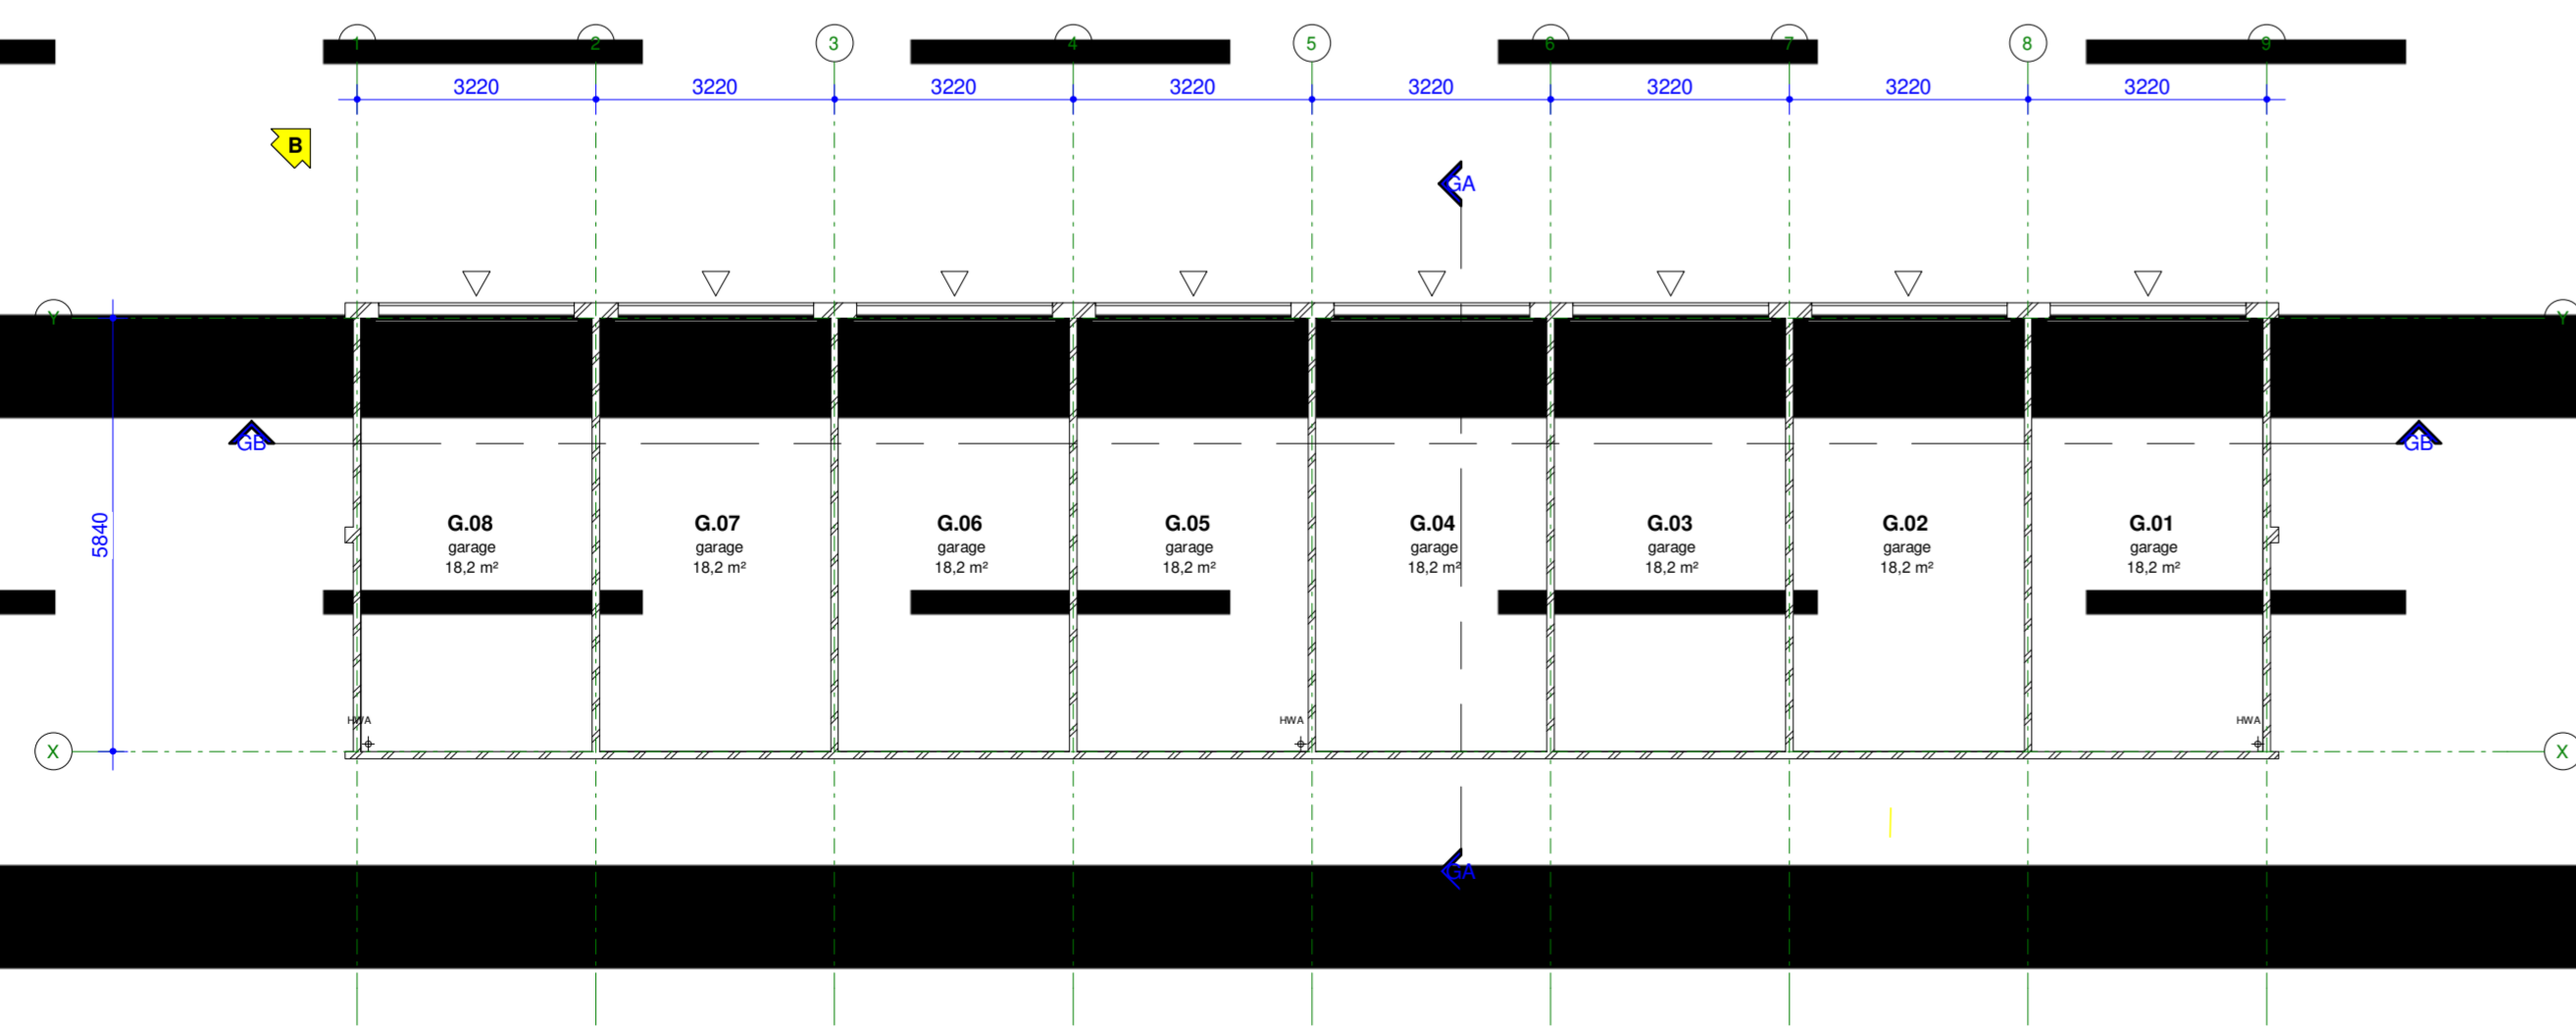 1 2 3 4 5 6 7 8 9
3220 3220 3220 3220 3220 3220 3220 3220
B
GA
Y Y
GB GB
5840
G.08
garage
18,2 m²
G.07
garage
18,2 m²
G.06
garage
18,2 m²
G.05
garage
18,2 m²
G.04
garage
18,2 m²
G.03
garage
18,2 m²
G.02
garage
18,2 m²
G.01
garage
18,2 m²
HWA HWA HWA
X X
GA